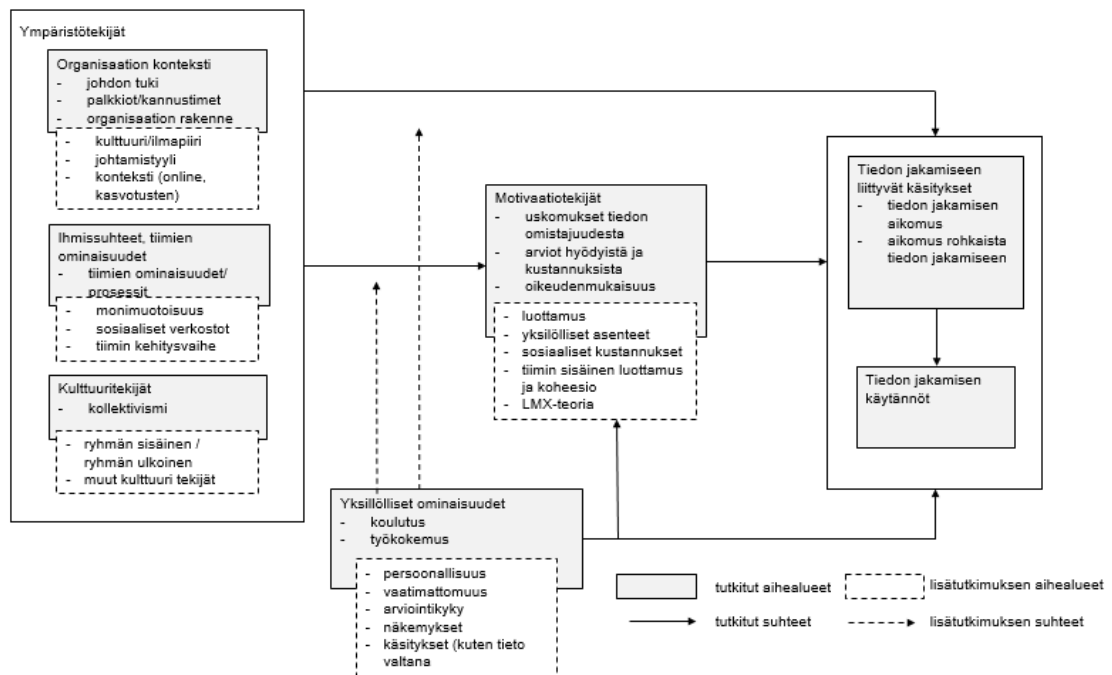 Ympäristötekijät
Organisaation konteksti
- johdon tuki
- palkkiot/kannustimet
- organisaation rakenne
- kulttuuri/ilmapiiri
- johtamistyyli
- konteksti (online,
kasvotusten)
Ihmissuhteet, tiimien
ominaisuudet
- tiimien ominaisuudet/
prosessit
- monimuotoisuus
- sosiaaliset verkostot
- tiimin kehitysvaihe
Kulttuuritekijät
- kollektivismi
- ryhmän sisäinen /
ryhmän ulkoinen
- muut kulttuuri tekijät
Motivaatiotekijät
- uskomukset tiedon
omistajuudesta
- arviot hyödyistä ja
kustannuksista
- oikeudenmukaisuus
- luottamus
- yksilölliset asenteet
- sosiaaliset kustannukset
- tiimin sisäinen luottamus
ja koheesio
- LMX-teoria
Yksillölliset ominaisuudet
- koulutus
- työkokemus
- persoonallisuus
- vaatimattomuus
- arviointikyky
- näkemykset
- käsitykset (kuten tieto
valtana
Tiedon jakamiseen
liittyvät käsitykset
- tiedon jakamisen
aikomus
- aikomus rohkaista
tiedon jakamiseen
Tiedon jakamisen
käytännöt
tutkitut aihealueet
lisätutkimuksen aihealueet
tutkitut suhteet
lisätutkimuksen suhteet